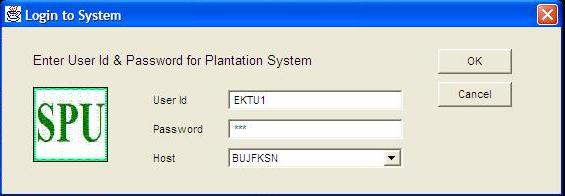 Login to System
Enter User Id & Password for Plantation System
OK
SPU
User Id
EKTU1
Cancel
Password
***
Host
BUJFKSN